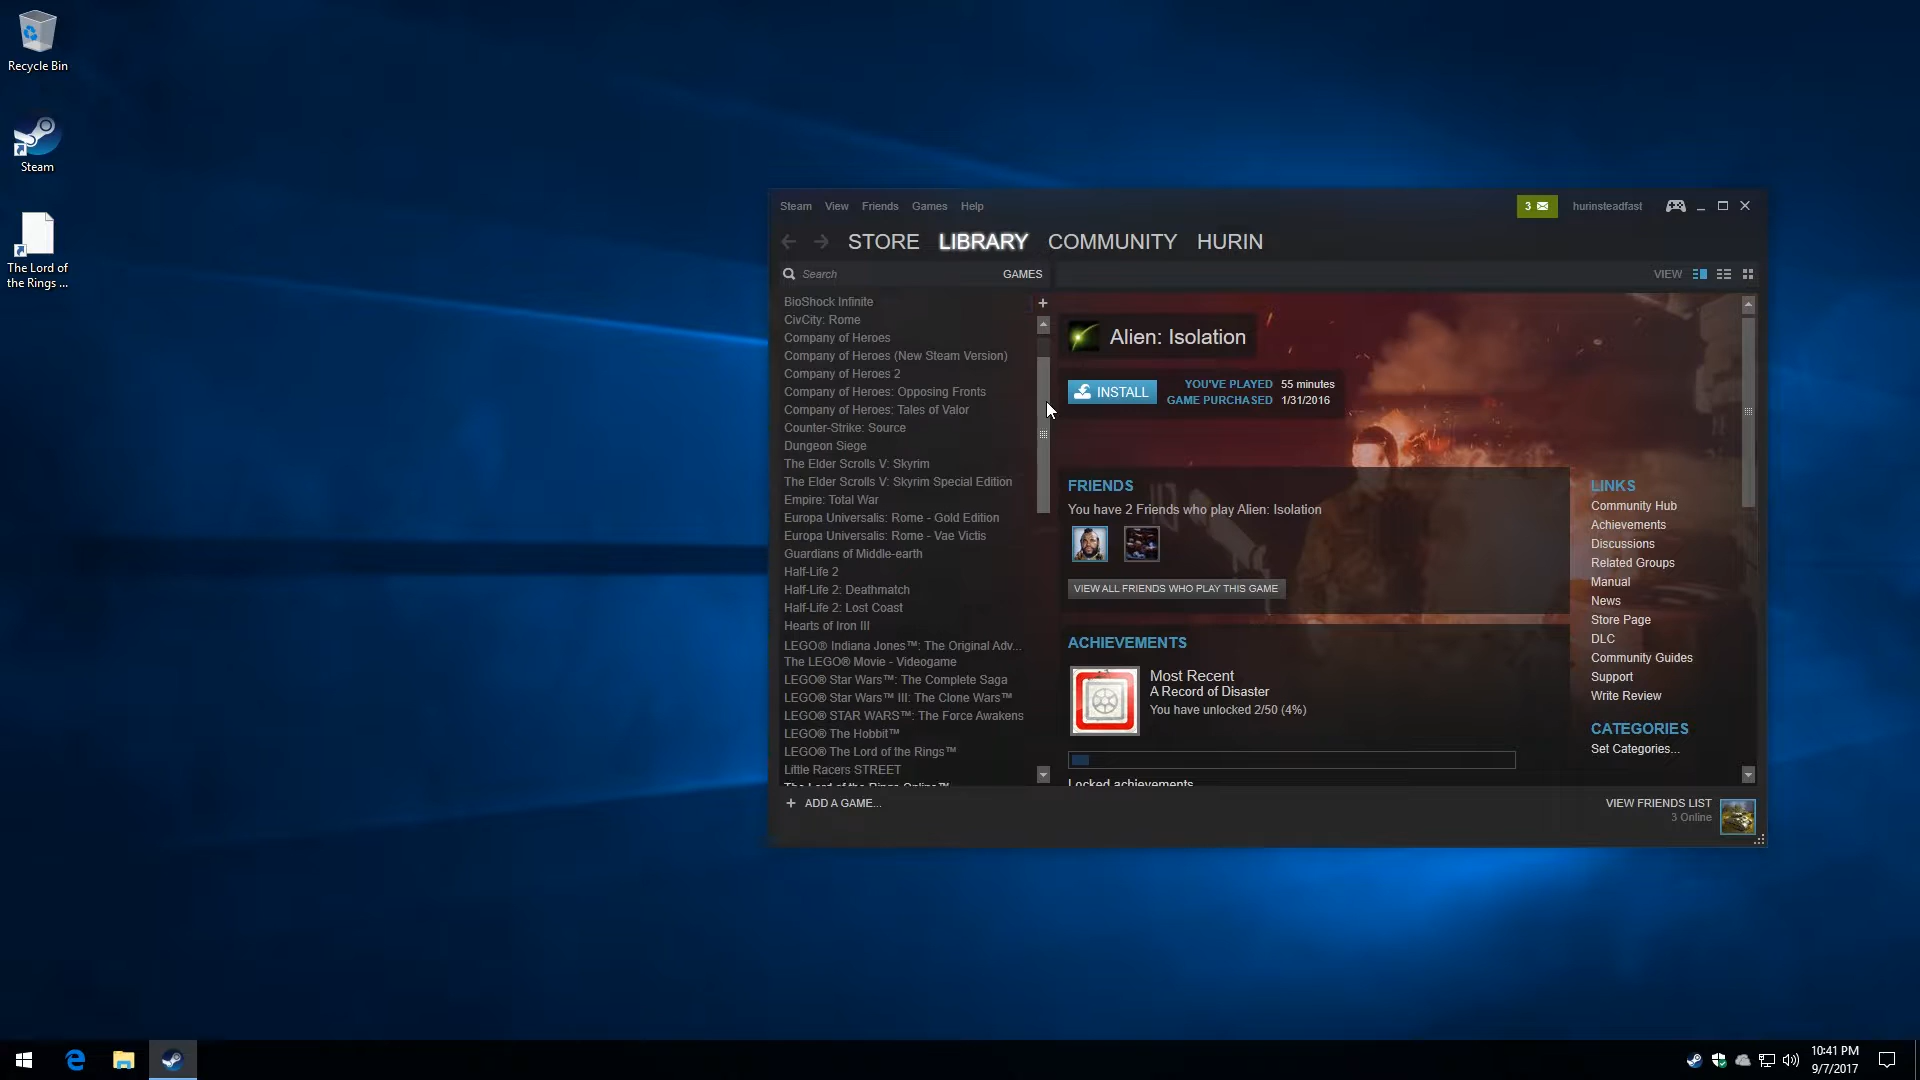 Recycle Bin
Steam
The Lord of
the Rings ...
Steam View Friends Games Help
3
hurinsteadfast
STORE LIBRARY COMMUNITY HURIN
Search
GAMES
VIEW
BioShock Infinite
CivCity: Rome
Company of Heroes
Company of Heroes (New Steam Version)
Company of Heroes 2
Company of Heroes: Opposing Fronts
Company of Heroes: Tales of Valor
Counter-Strike: Source
Dungeon Siege
The Elder Scrolls V: Skyrim
The Elder Scrolls V: Skyrim Special Edition
Empire: Total War
Europa Universalis: Rome - Gold Edition
Europa Universalis: Rome - Vae Victis
Guardians of Middle-earth
Half-Life 2
Half-Life 2: Deathmatch
Half-Life 2: Lost Coast
Hearts of Iron III
LEGO® Indiana Jones™: The Original Adv...
The LEGO® Movie - Videogame
LEGO® Star Wars™: The Complete Saga
LEGO® Star Wars™ III: The Clone Wars™
LEGO® STAR WARS™: The Force Awakens
LEGO® The Hobbit™
LEGO® The Lord of the Rings™
Little Racers STREET
The Lord of the Rings Online™
+ ADD A GAME...
Alien: Isolation
INSTALL
YOU'VE PLAYED 55 minutes
GAME PURCHASED 1/31/2016
FRIENDS
You have 2 Friends who play Alien: Isolation
VIEW ALL FRIENDS WHO PLAY THIS GAME
ACHIEVEMENTS
Most Recent
A Record of Disaster
You have unlocked 2/50 (4%)
Locked achievements
LINKS
Community Hub
Achievements
Discussions
Related Groups
Manual
News
Store Page
DLC
Community Guides
Support
Write Review
CATEGORIES
Set Categories...
VIEW FRIENDS LIST
3 Online
10:41 PM
9/7/2017